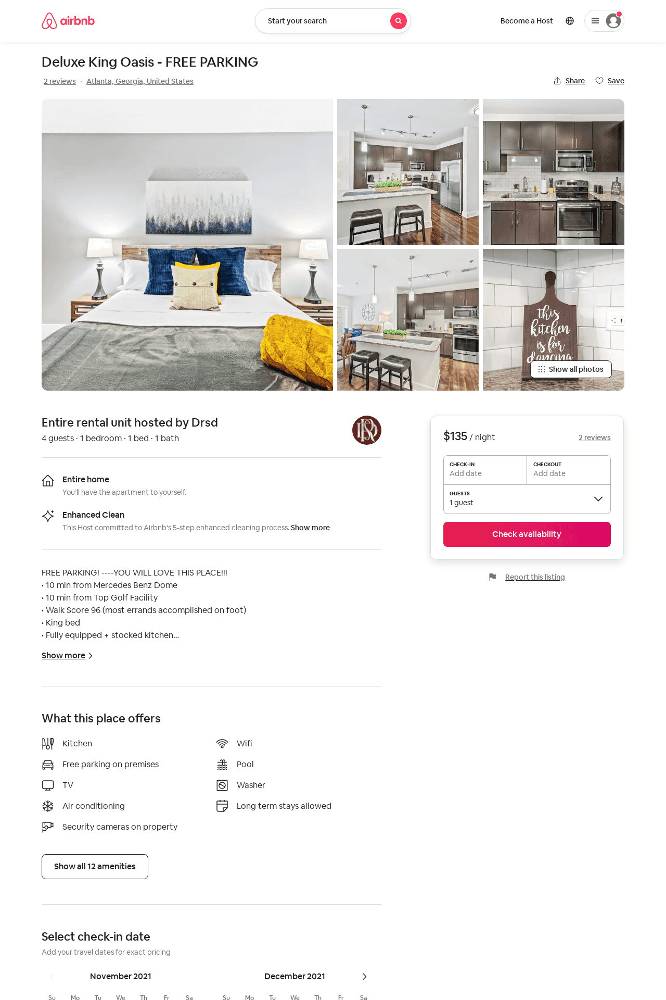 airbnb
Start your search
Become a Host
Deluxe King Oasis - FREE PARKING
2 reviews · Atlanta, Georgia, United States
Share
Save
this
kitchen
is for
dancing
Show all photos
Entire rental unit hosted by Drsd
4 guests · 1 bedroom · 1 bed · 1 bath
$135 / night
2 reviews
CHECK-IN
Add date
CHECKOUT
Add date
GUESTS
1 guest
Check availability
Report this listing
Entire home
You’ll have the apartment to yourself.
Enhanced Clean
This Host committed to Airbnb's 5-step enhanced cleaning process. Show more
FREE PARKING! ----YOU WILL LOVE THIS PLACE!!!
• 10 min from Mercedes Benz Dome
• 10 min from Top Golf Facility
• Walk Score 96 (most errands accomplished on foot)
• King bed
• Fully equipped + stocked kitchen...
Show more
What this place offers
Kitchen
Wifi
Free parking on premises
Pool
TV
Washer
Air conditioning
Long term stays allowed
Security cameras on property
Show all 12 amenities
Select check-in date
Add your travel dates for exact pricing
November 2021
December 2021
Su Mo Tu We Th Fr Sa
Su Mo Tu We Th Fr Sa